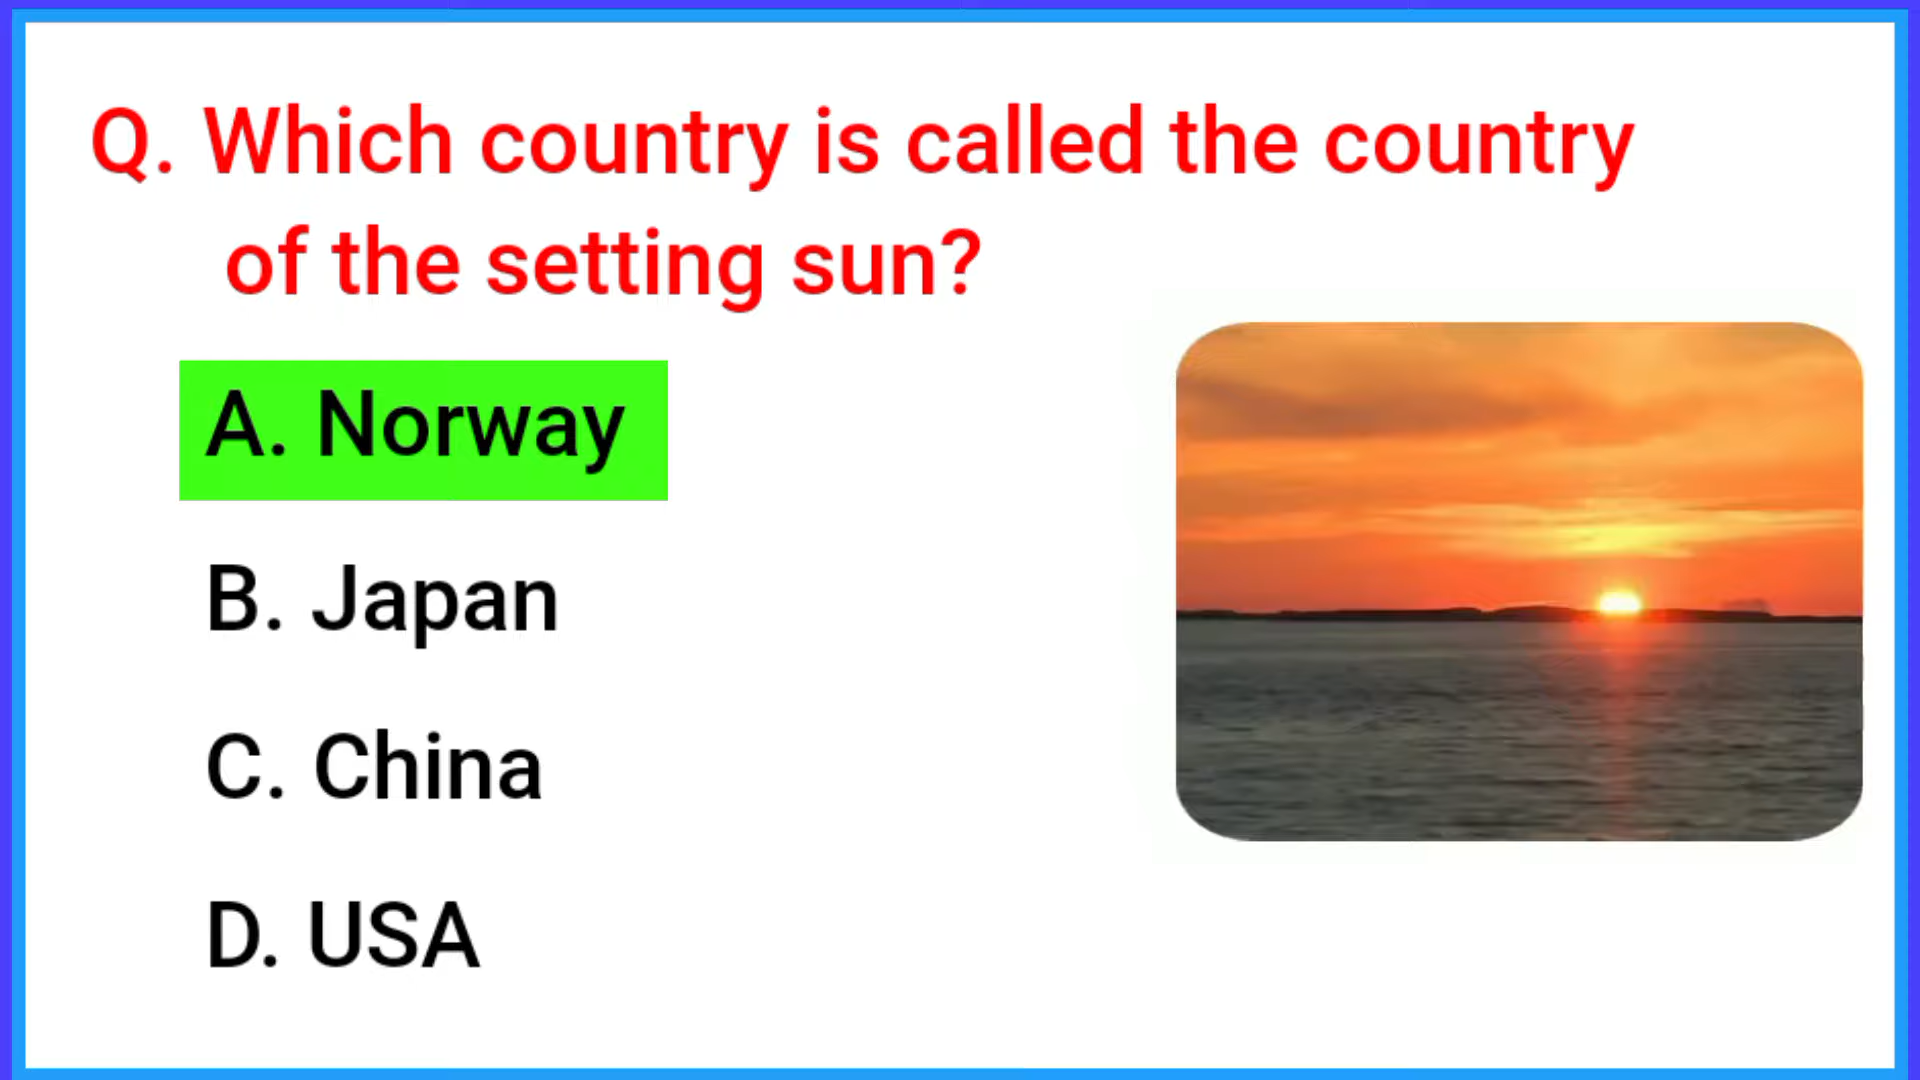 Q. Which country is called the country
of the setting sun?
A. Norway
B. Japan
C. China
D. USA